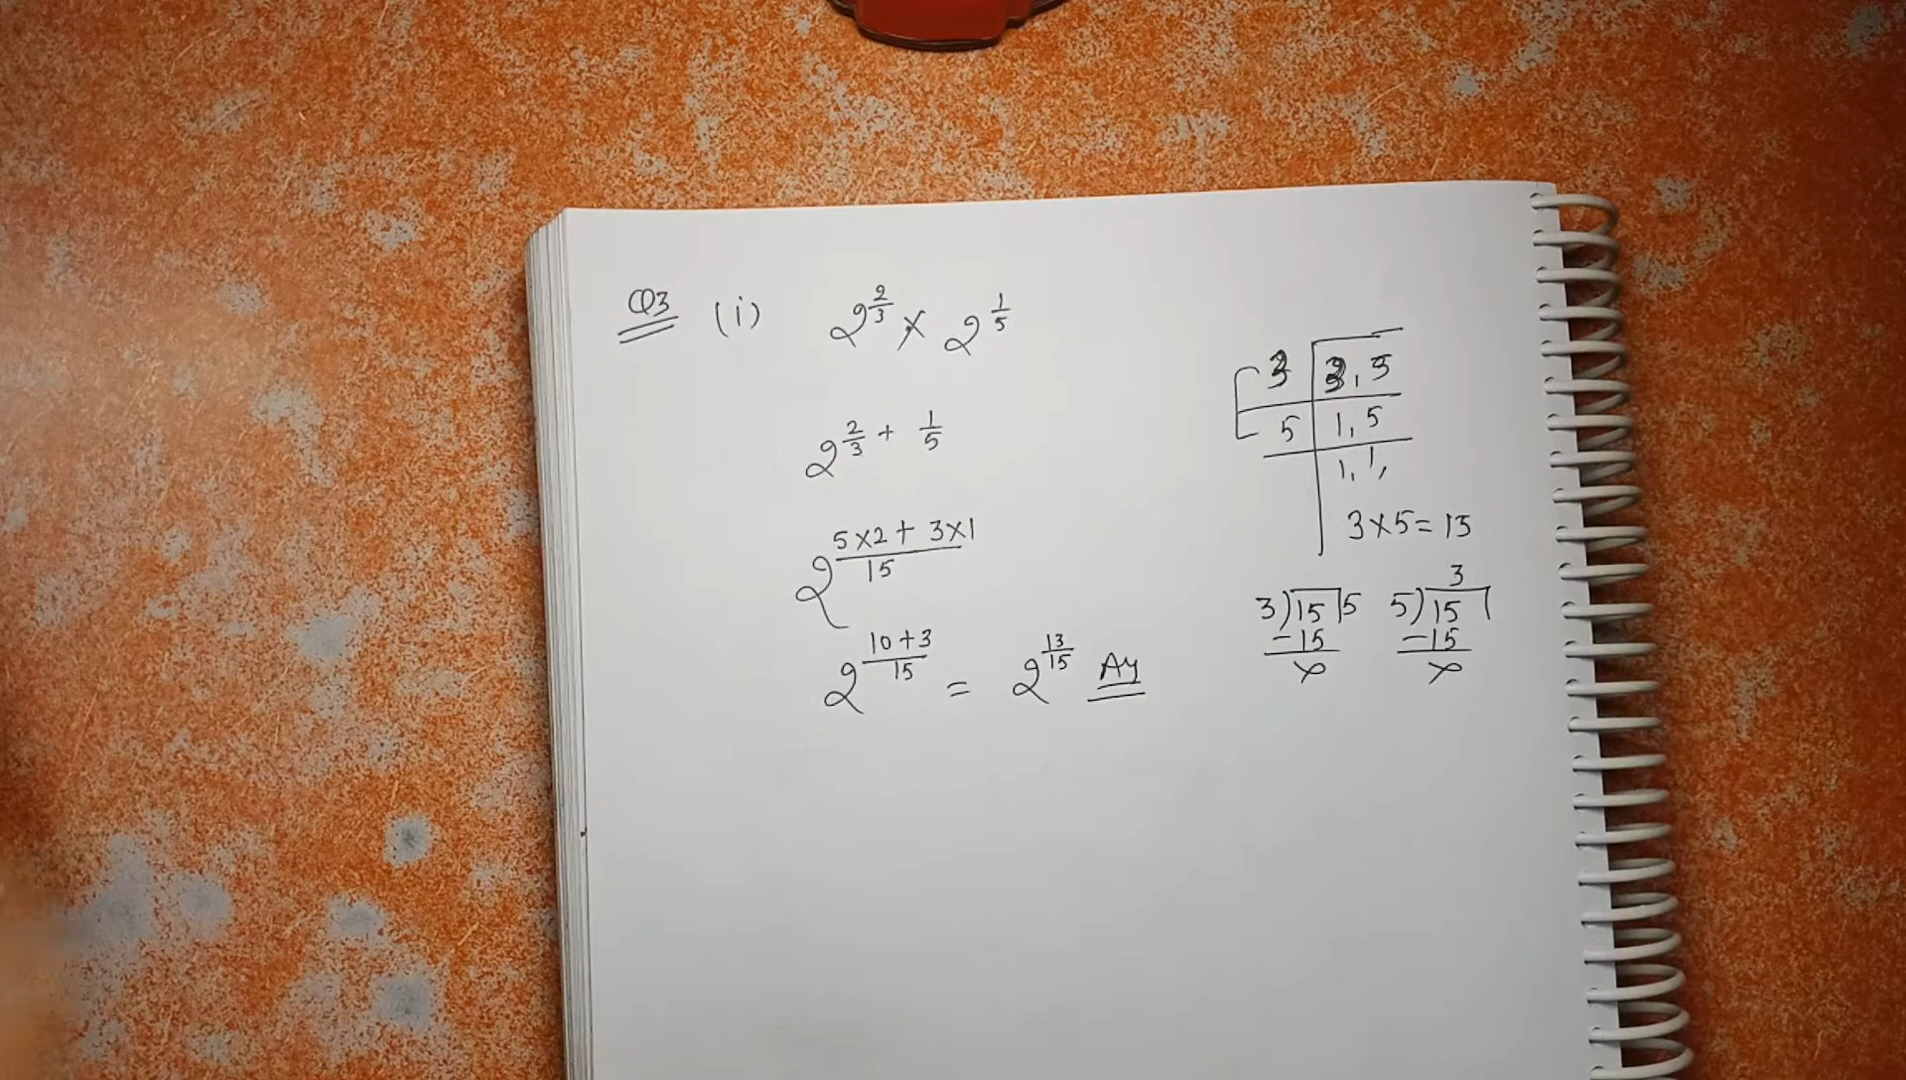 Q3 (i) 2^{2/3} × 2^{1/5}
2^{2/3 + 1/5}
2^{(5×2 + 3×1)/15}
2^{(10+3)/15} = 2^{13/15} Ay
3 | 3, 5
5 | 1, 5
1, 1,
3×5=15
3)15|5 5)15
3
-15 -15
× ×